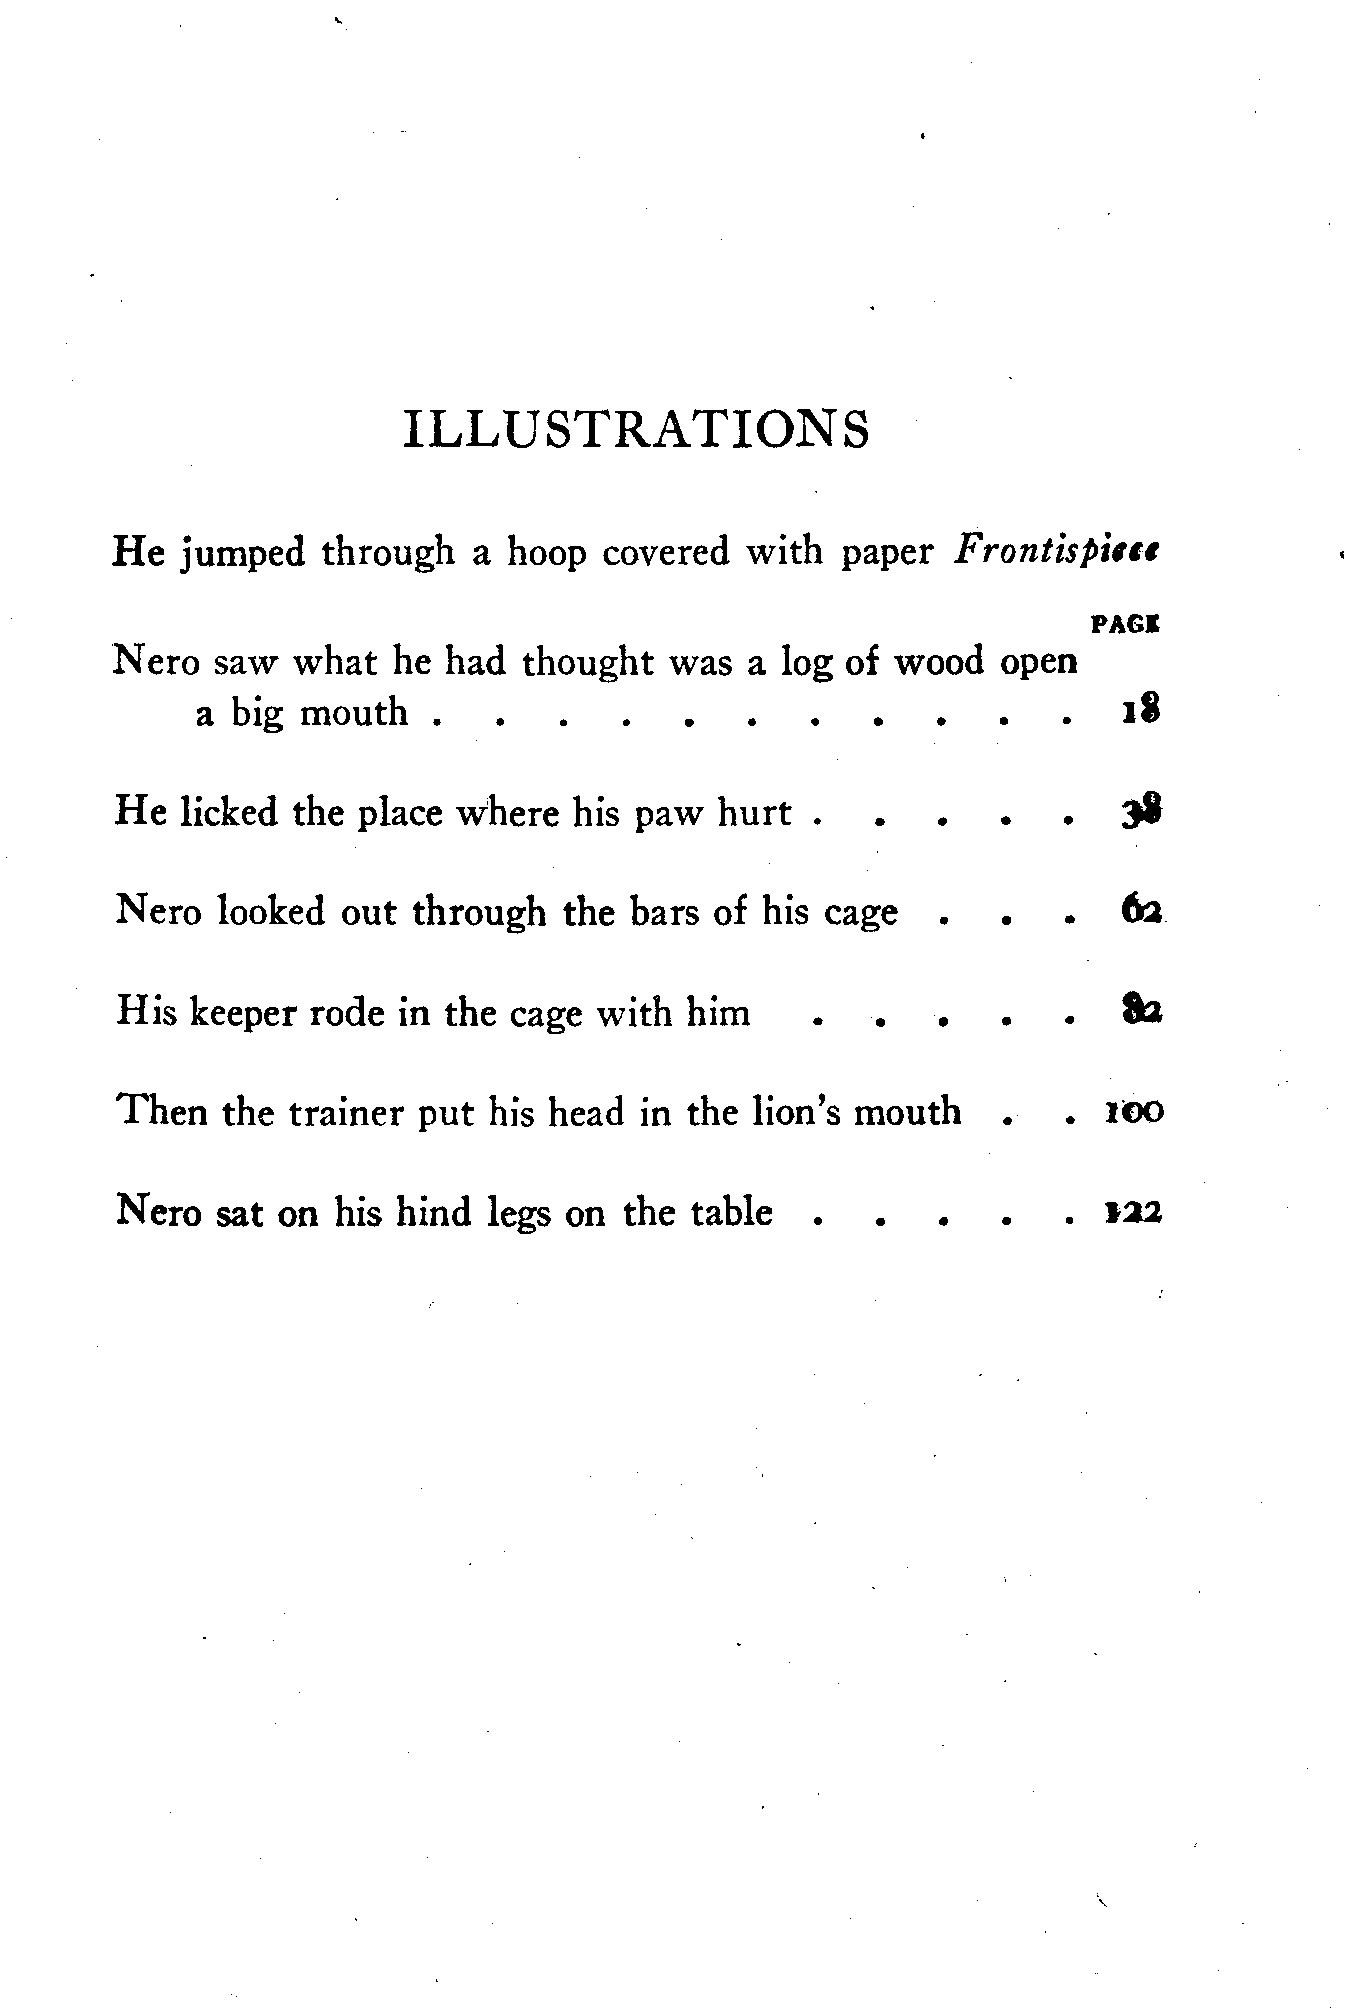 ILLUSTRATIONS
He jumped through a hoop covered with paper Frontispiece
PAGE
Nero saw what he had thought was a log of wood open
a big mouth . . . . . . . . . . . 18
He licked the place where his paw hurt . . . . . 38
Nero looked out through the bars of his cage . . . 62
His keeper rode in the cage with him . . . . . 82
Then the trainer put his head in the lion's mouth . . 100
Nero sat on his hind legs on the table . . . . . 122